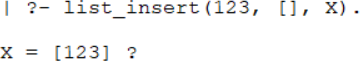 | ?- list_insert(123, [], X).
X = [123] ?